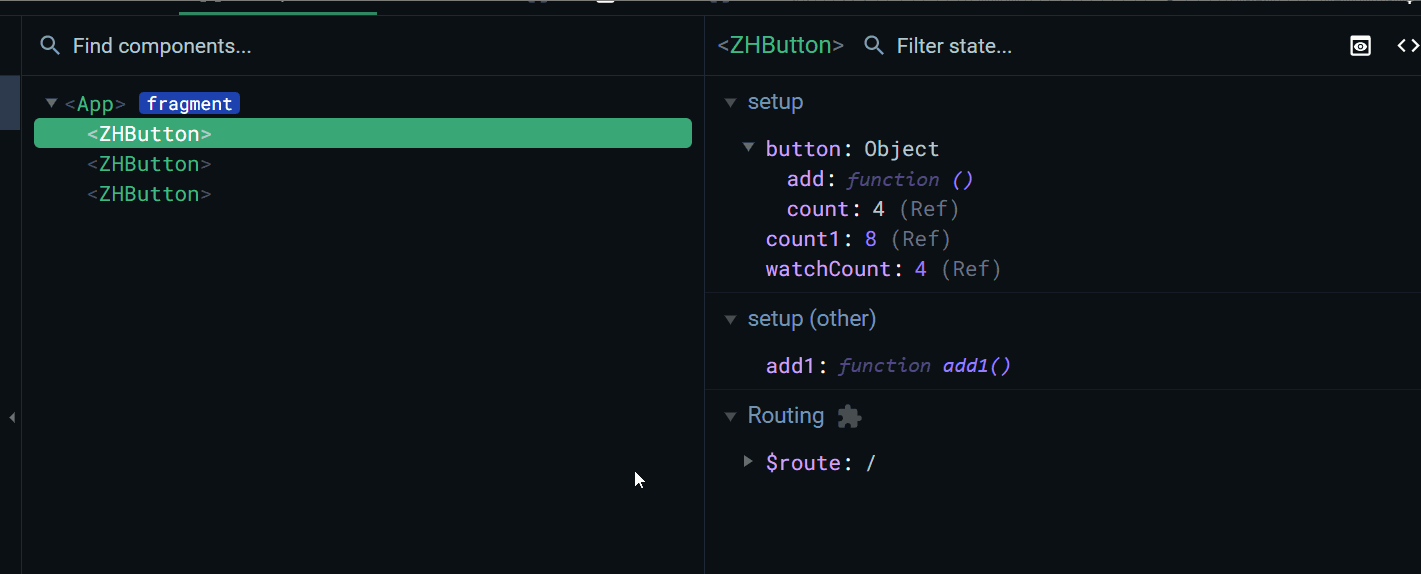 Find components...
<App> fragment
<ZHButton>
<ZHButton>
<ZHButton>
<ZHButton> Filter state...
setup
button: Object
add: function ()
count: 4 (Ref)
count1: 8 (Ref)
watchCount: 4 (Ref)
setup (other)
add1: function add1()
Routing
$route: /